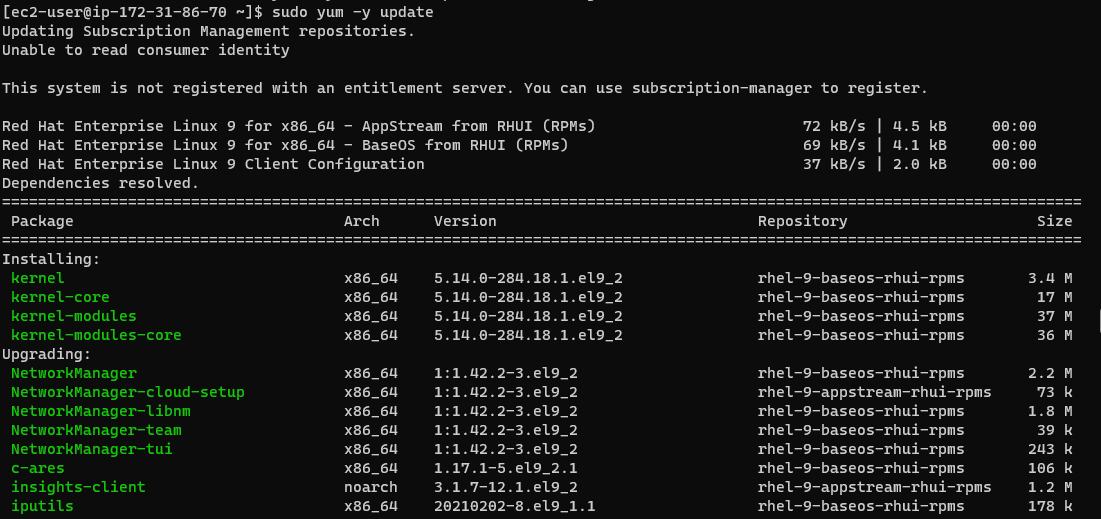 [ec2-user@ip-172-31-86-70 ~]$ sudo yum -y update
Updating Subscription Management repositories.
Unable to read consumer identity
This system is not registered with an entitlement server. You can use subscription-manager to register.
Red Hat Enterprise Linux 9 for x86_64 - AppStream from RHUI (RPMs) 72 kB/s | 4.5 kB 00:00
Red Hat Enterprise Linux 9 for x86_64 - BaseOS from RHUI (RPMs) 69 kB/s | 4.1 kB 00:00
Red Hat Enterprise Linux 9 Client Configuration 37 kB/s | 2.0 kB 00:00
Dependencies resolved.
========================================================================================================================
Package Arch Version Repository Size
========================================================================================================================
Installing:
kernel x86_64 5.14.0-284.18.1.el9_2 rhel-9-baseos-rhui-rpms 3.4 M
kernel-core x86_64 5.14.0-284.18.1.el9_2 rhel-9-baseos-rhui-rpms 17 M
kernel-modules x86_64 5.14.0-284.18.1.el9_2 rhel-9-baseos-rhui-rpms 37 M
kernel-modules-core x86_64 5.14.0-284.18.1.el9_2 rhel-9-baseos-rhui-rpms 36 M
Upgrading:
NetworkManager x86_64 1:1.42.2-3.el9_2 rhel-9-baseos-rhui-rpms 2.2 M
NetworkManager-cloud-setup x86_64 1:1.42.2-3.el9_2 rhel-9-appstream-rhui-rpms 73 k
NetworkManager-libnm x86_64 1:1.42.2-3.el9_2 rhel-9-baseos-rhui-rpms 1.8 M
NetworkManager-team x86_64 1:1.42.2-3.el9_2 rhel-9-baseos-rhui-rpms 39 k
NetworkManager-tui x86_64 1:1.42.2-3.el9_2 rhel-9-baseos-rhui-rpms 243 k
c-ares x86_64 1.17.1-5.el9_2.1 rhel-9-baseos-rhui-rpms 106 k
insights-client noarch 3.1.7-12.1.el9_2 rhel-9-appstream-rhui-rpms 1.2 M
iputils x86_64 20210202-8.el9_1.1 rhel-9-baseos-rhui-rpms 178 k